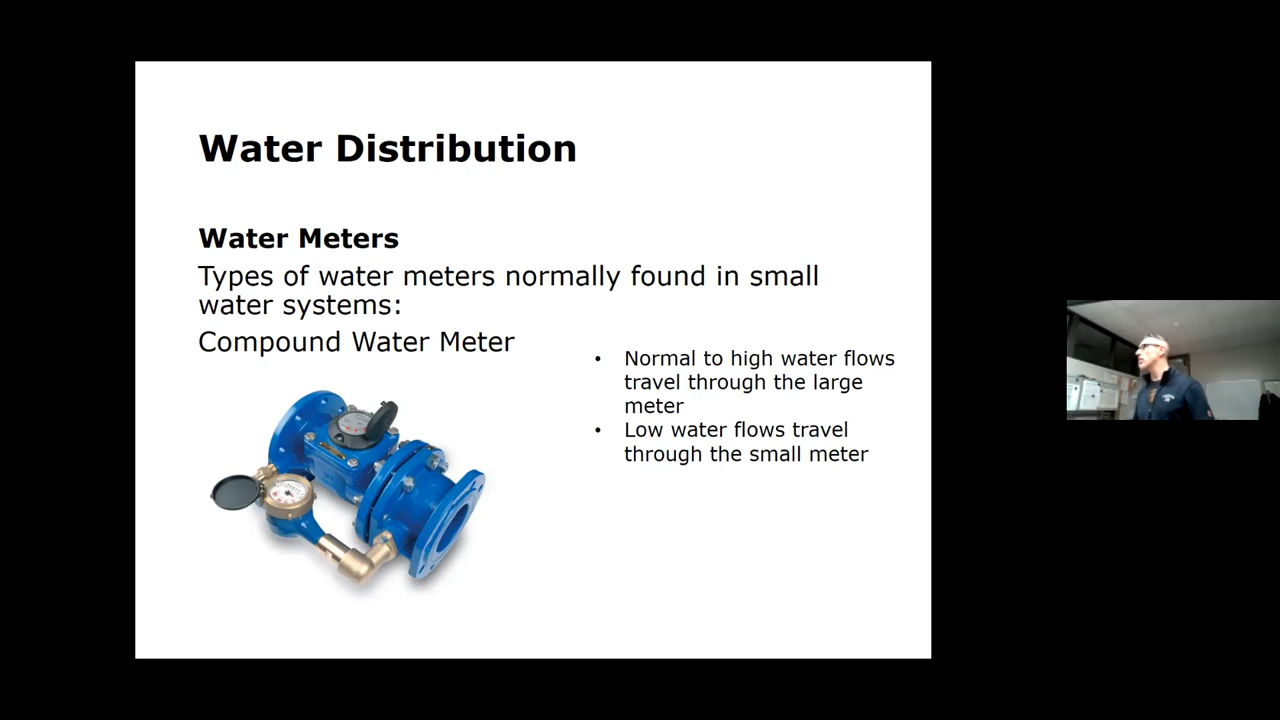 Water Distribution
Water Meters
Types of water meters normally found in small
water systems:
Compound Water Meter
• Normal to high water flows
travel through the large
meter
• Low water flows travel
through the small meter